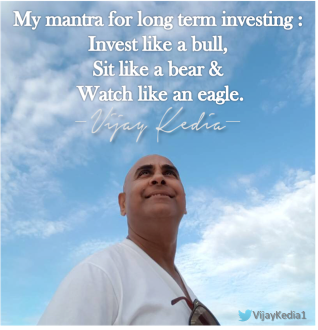 My mantra for long term investing :
Invest like a bull,
Sit like a bear &
Watch like an eagle.
–Vijay Kedia–
VijayKedia1